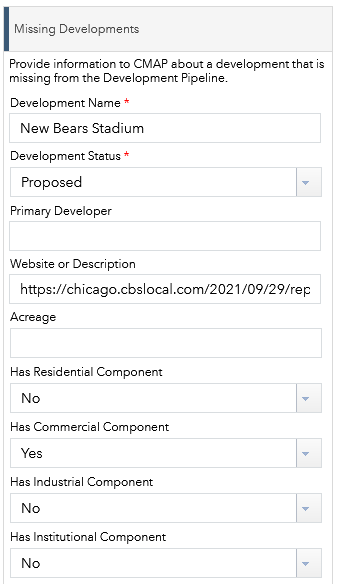 Missing Developments
Provide information to CMAP about a development that is
missing from the Development Pipeline.
Development Name *
New Bears Stadium
Development Status *
Proposed
Primary Developer
Website or Description
https://chicago.cbslocal.com/2021/09/29/rep
Acreage
Has Residential Component
No
Has Commercial Component
Yes
Has Industrial Component
No
Has Institutional Component
No